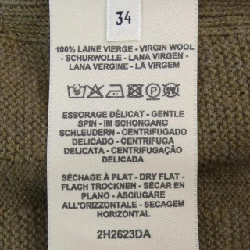 34
100% LAINE VIERGE - VIRGIN WOOL
- SCHURWOLLE - LANA VIRGEN -
LANA VERGINE - LÃ VIRGEM
ESSORAGE DÉLICAT - GENTLE
SPIN - IM SCHONGANG
SCHLEUDERN - CENTRIFUGADO
DELICADO - CENTRIFUGA
DELICATA - CENTRIFUGAÇÃO
DELICADA
SÉCHAGE À PLAT - DRY FLAT -
FLACH TROCKNEN - SÉCAR EN
PLANO - ASCIUGARE
ALL'ORIZZONTALE - SECAGEM
HORIZONTAL
2H2623DA